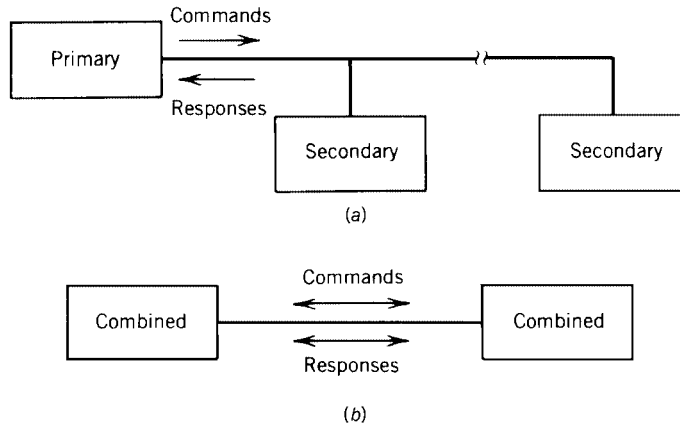 Commands
Primary
Responses
Secondary
Secondary
(a)
Commands
Combined
Combined
Responses
(b)